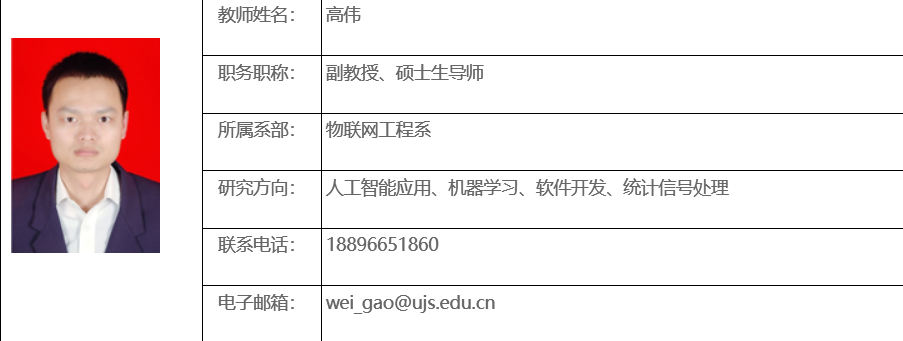 教师姓名： 高伟
职务职称： 副教授、硕士生导师
所属系部： 物联网工程系
研究方向： 人工智能应用、机器学习、软件开发、统计信号处理
联系电话： 18896651860
电子邮箱： wei_gao@ujs.edu.cn